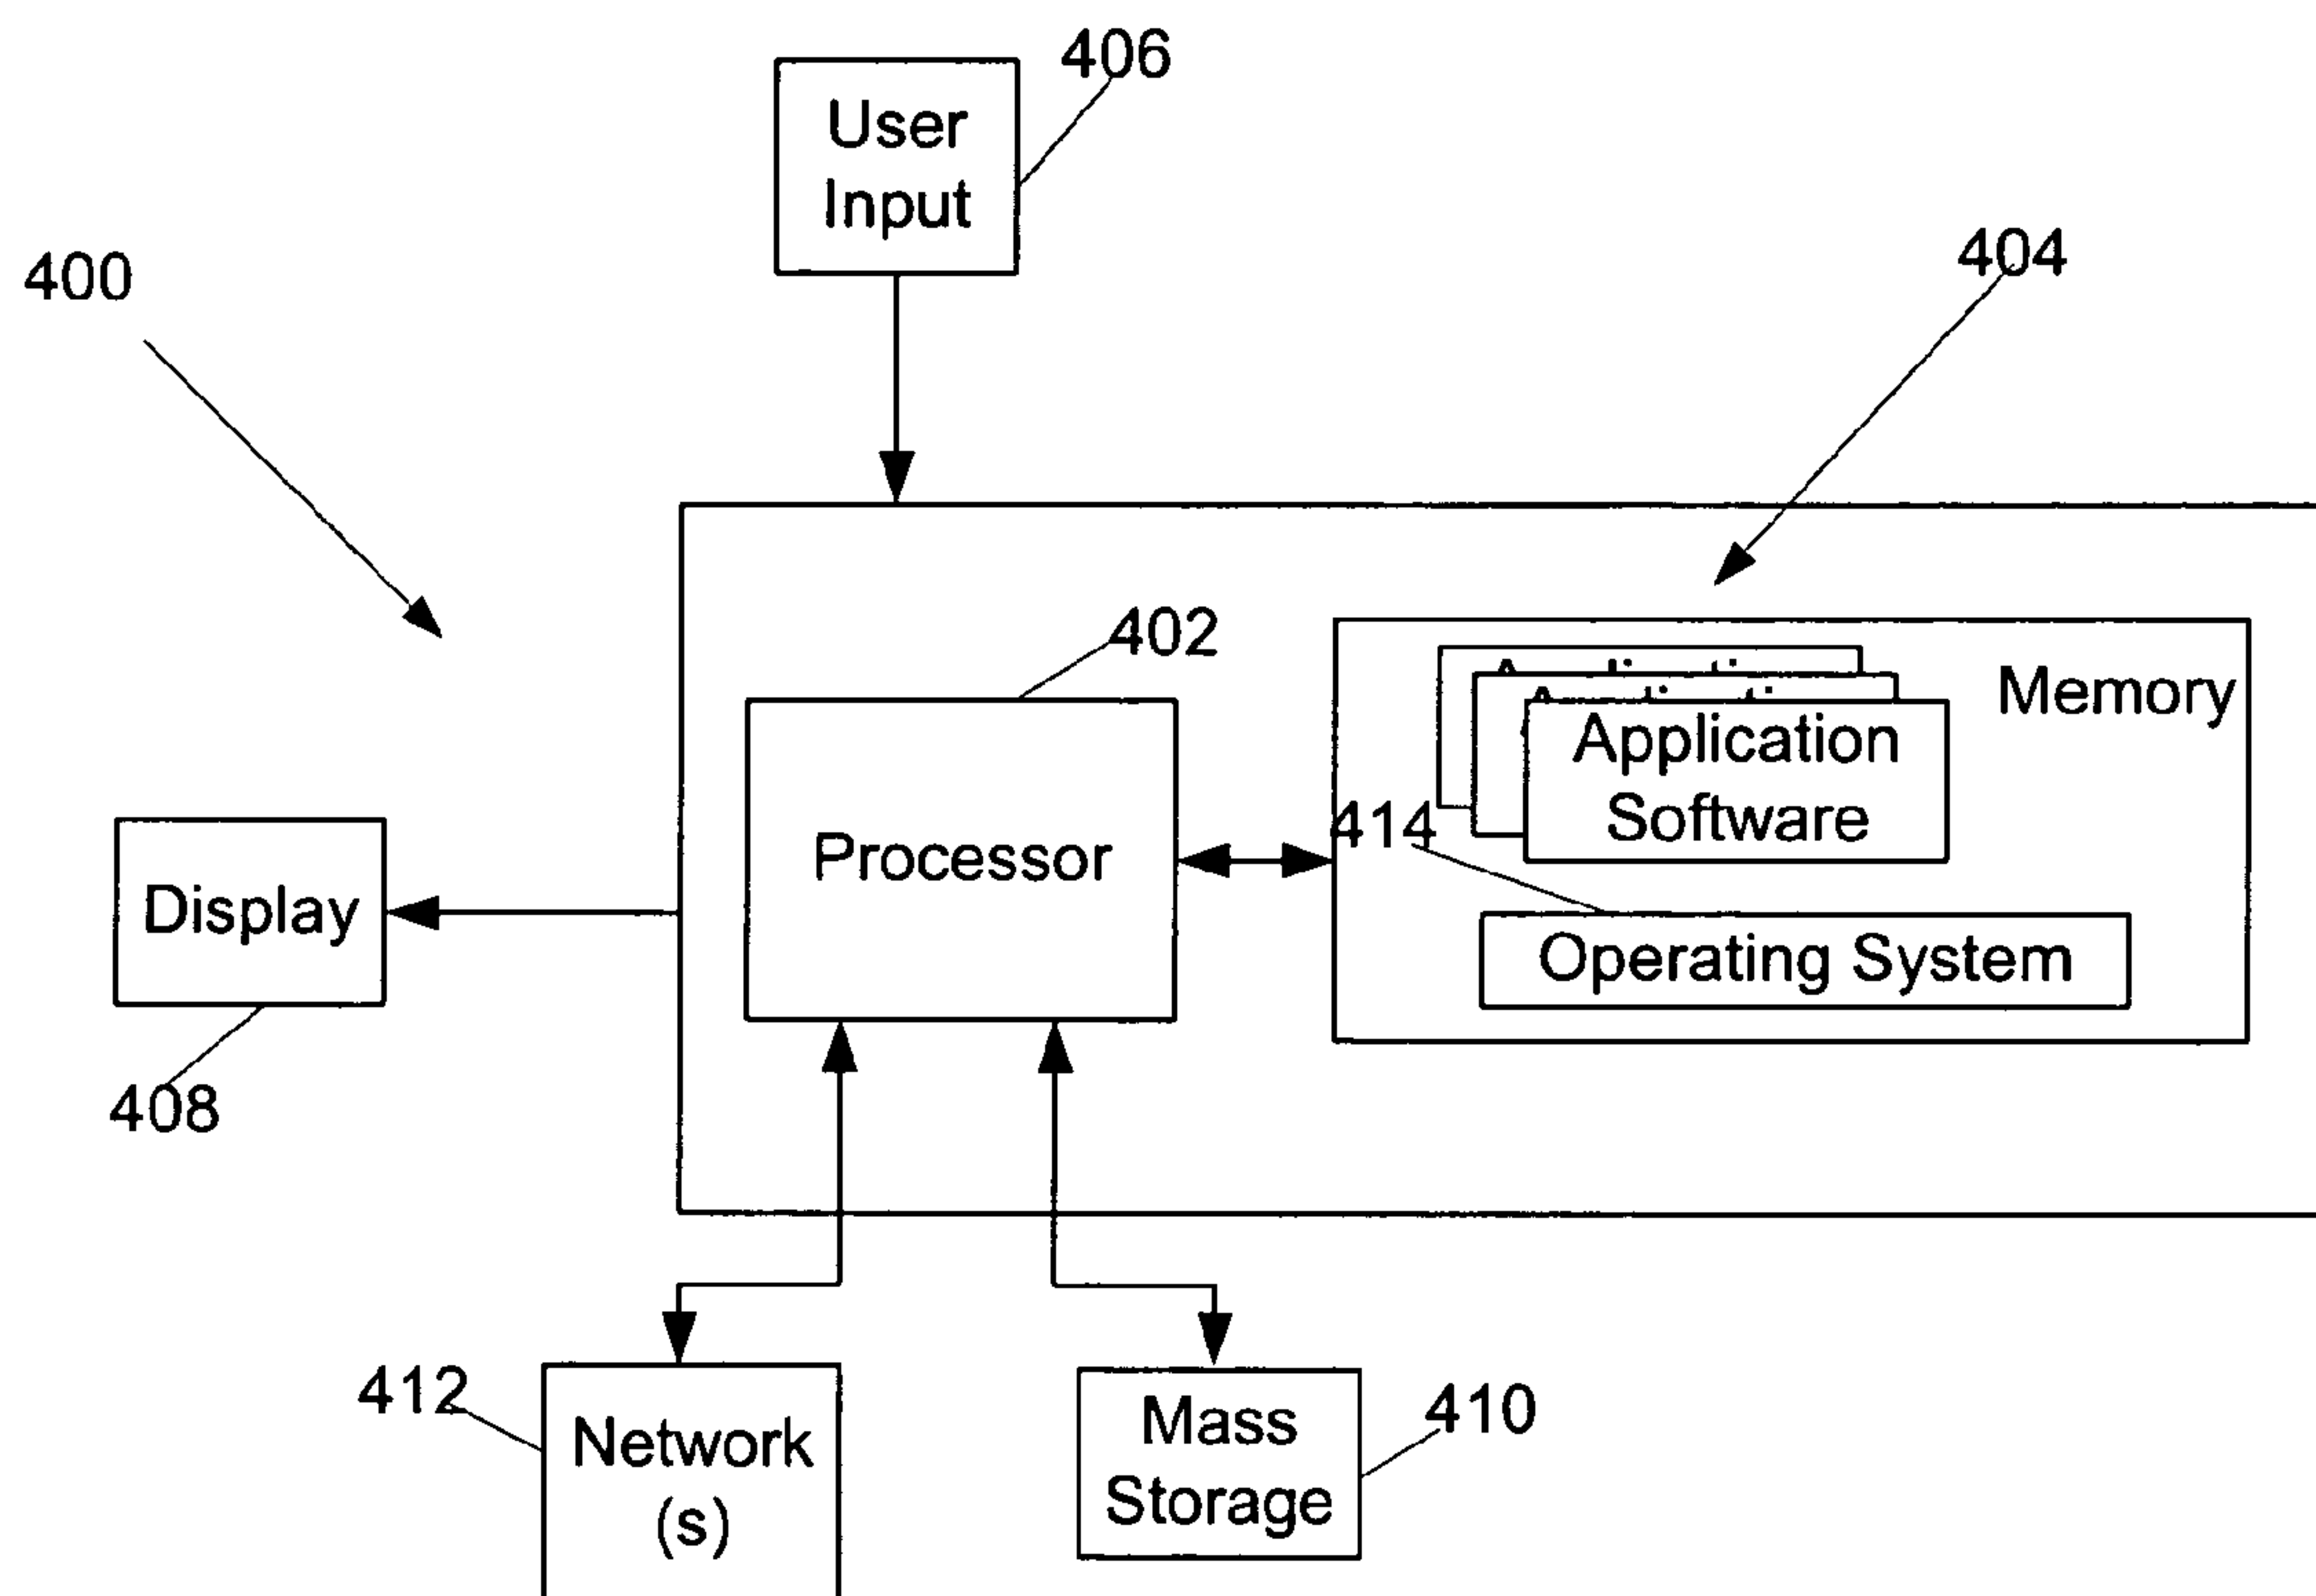 406
User
Input
400
404
402
Memory
Application
Software
414
Processor
Display
Operating System
408
412
Network
(s)
Mass
Storage
410